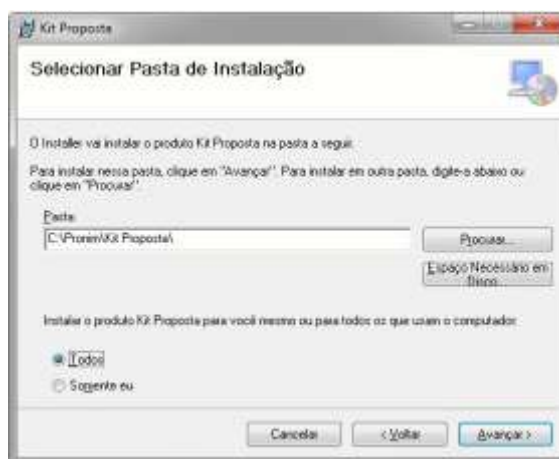 Kit Proposta
Selecionar Pasta de Instalação
O Installer vai instalar o produto Kit Proposta na pasta a seguir.
Para instalar nessa pasta, clique em "Avançar". Para instalar em outra pasta, digite-a abaixo ou
clique em "Procurar".
Pasta:
C:\Pronim\Kit Proposta\
Procurar...
Espaço Necessário em
Disco...
Instalar o produto Kit Proposta para você mesmo ou para todos os que usam o computador:
Todos
Somente eu
Cancelar
< Voltar
Avançar >